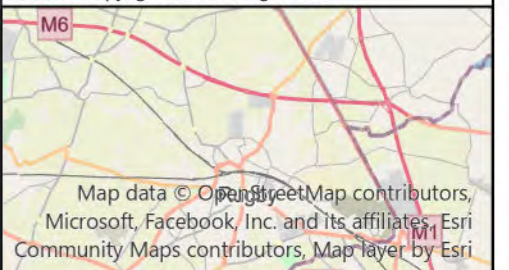 M6
Rugby
Map data © OpenStreetMap contributors,
Microsoft, Facebook, Inc. and its affiliates, Esri
M1
Community Maps contributors, Map layer by Esri